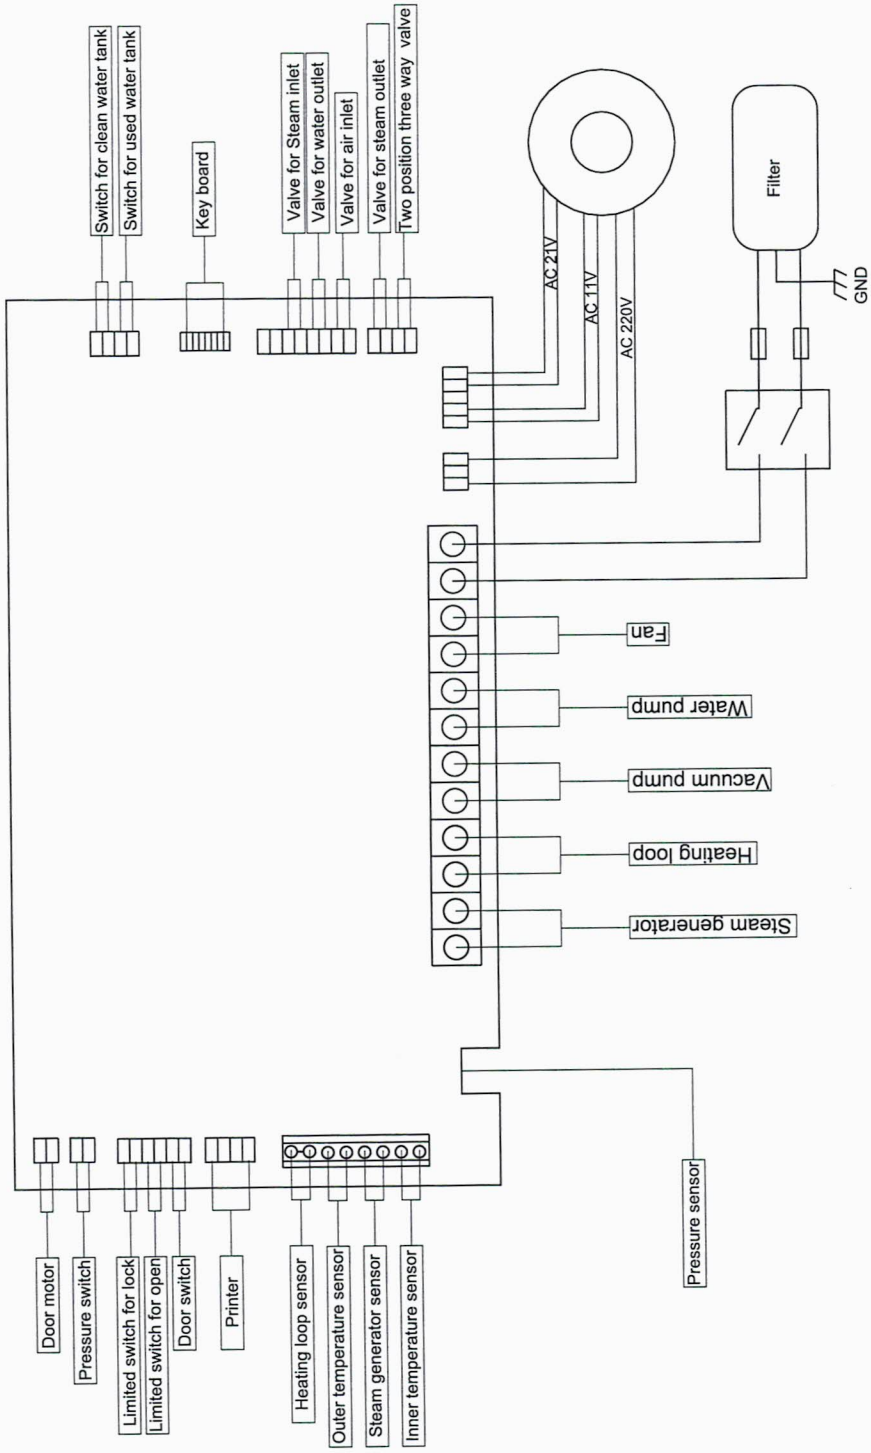 Switch for clean water tank
Switch for used water tank
Key board
Valve for Steam inlet
Valve for water outlet
Valve for air inlet
Valve for steam outlet
Two position three way valve
AC 21V
AC 11V
AC 220V
Filter
GND
Fan
Water pump
Vacuum pump
Heating loop
Steam generator
Door motor
Pressure switch
Limited switch for lock
Limited switch for open
Door switch
Printer
Heating loop sensor
Outer temperature sensor
Steam generator sensor
Inner temperature sensor
Pressure sensor